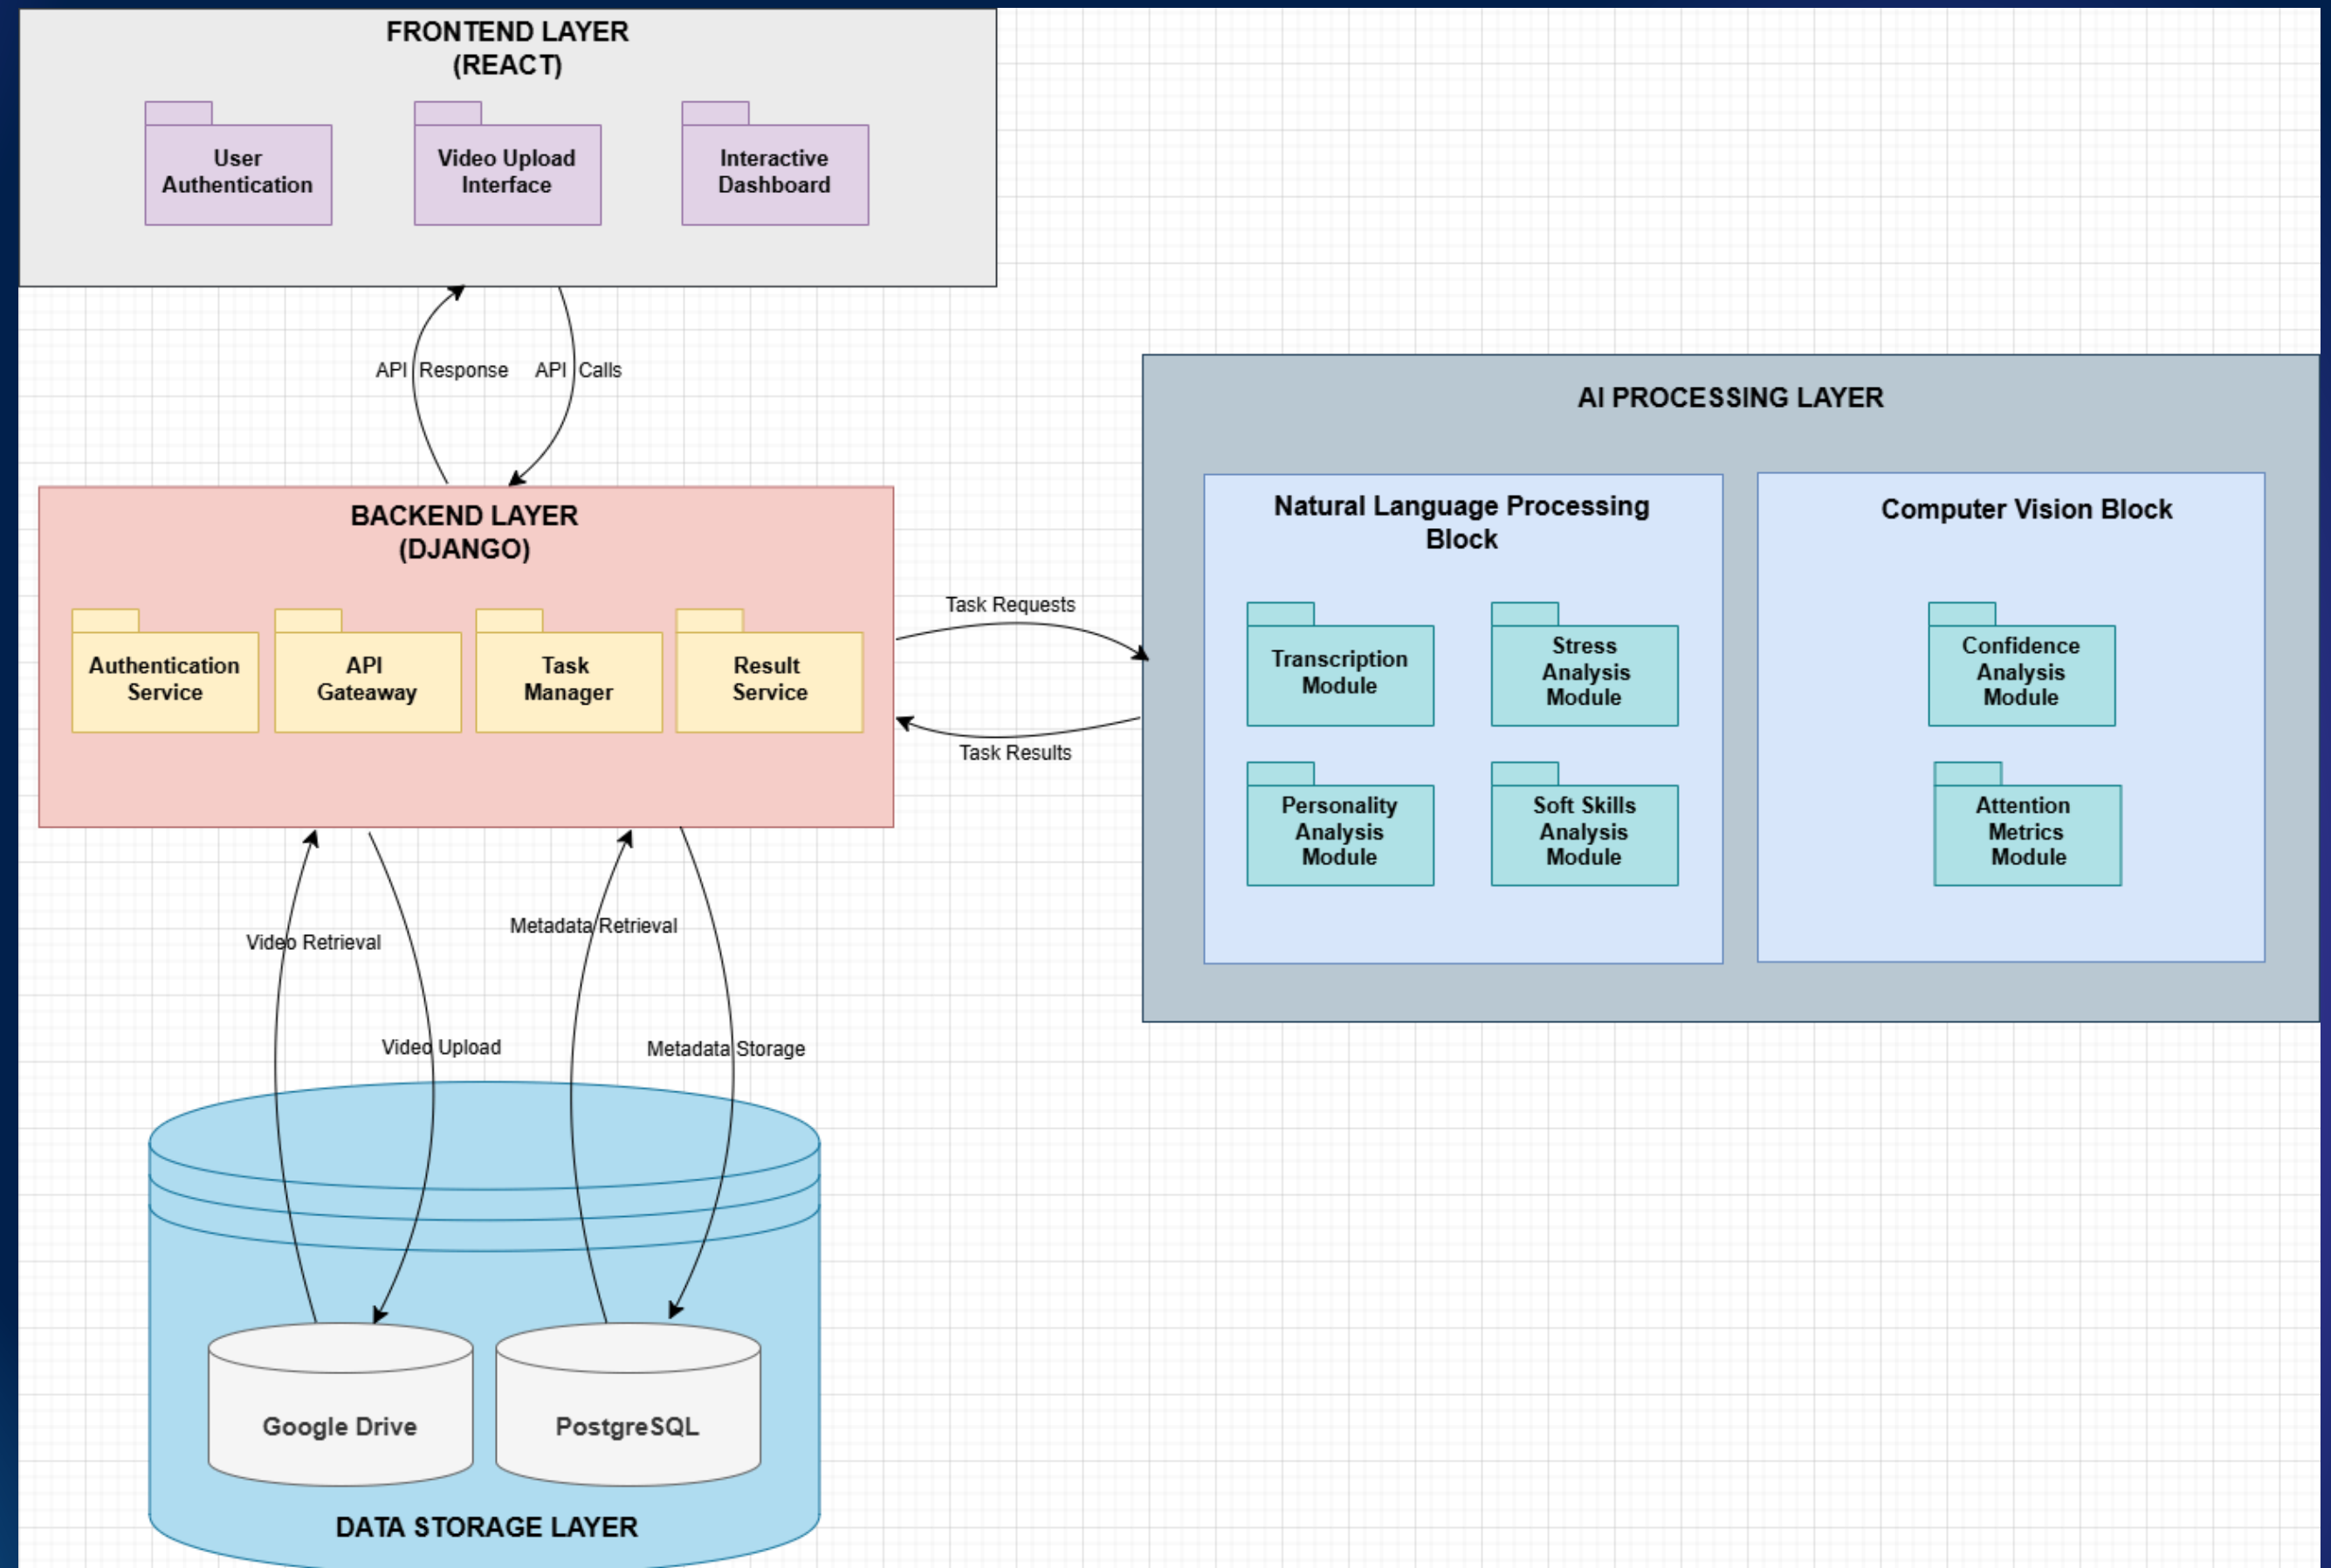 FRONTEND LAYER
(REACT)
User
Authentication
Video Upload
Interface
Interactive
Dashboard
API Response
API Calls
BACKEND LAYER
(DJANGO)
Authentication
Service
API
Gateaway
Task
Manager
Result
Service
Task Requests
Task Results
AI PROCESSING LAYER
Natural Language Processing
Block
Transcription
Module
Stress
Analysis
Module
Personality
Analysis
Module
Soft Skills
Analysis
Module
Computer Vision Block
Confidence
Analysis
Module
Attention
Metrics
Module
Video Retrieval
Metadata Retrieval
Video Upload
Metadata Storage
Google Drive
PostgreSQL
DATA STORAGE LAYER